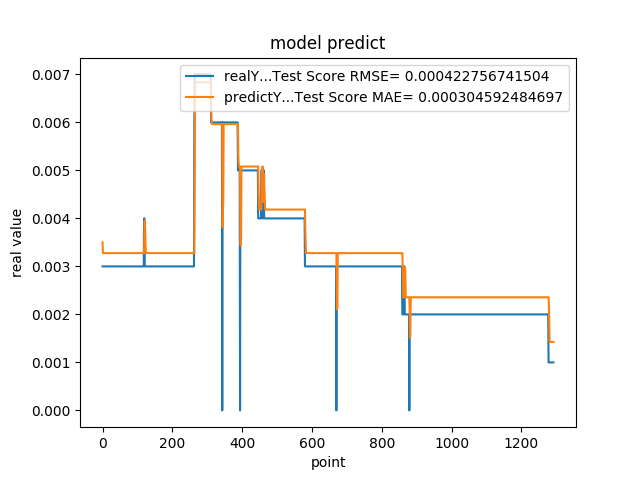 model predict
realY...Test Score RMSE= 0.000422756741504
predictY...Test Score MAE= 0.000304592484697
0.007
0.006
0.005
0.004
0.003
0.002
0.001
0.000
real value
0 200 400 600 800 1000 1200
point